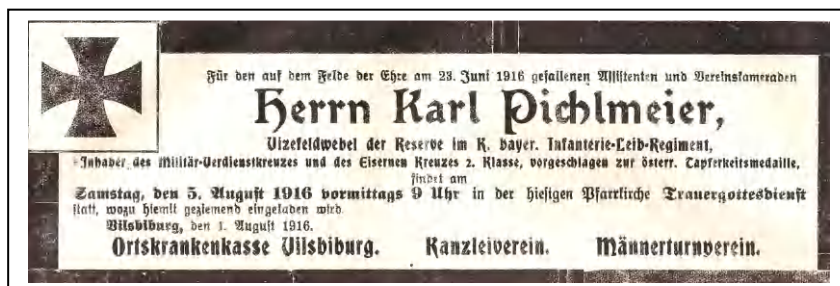 Für den auf dem Felde der Ehre am 23. Juni 1916 gefallenen Assistenten und Vereinskameraden
Herrn Karl Pichlmeier,
Vizefeldwebel der Reserve im K. bayer. Infanterie-Leib-Regiment,
Inhaber des Militär-Verdienstkreuzes und des Eisernen Kreuzes 2. Klasse, vorgeschlagen zur österr. Tapferkeitsmedaille,
findet am
Samstag, den 5. August 1916 vormittags 9 Uhr in der hiesigen Pfarrkirche Trauergottesdienst
statt, wozu hiemit geziemend eingeladen wird.
Vilsbiburg, den 1. August 1916.
Ortskrankenkasse Vilsbiburg. Kanzleiverein. Männerturnverein.